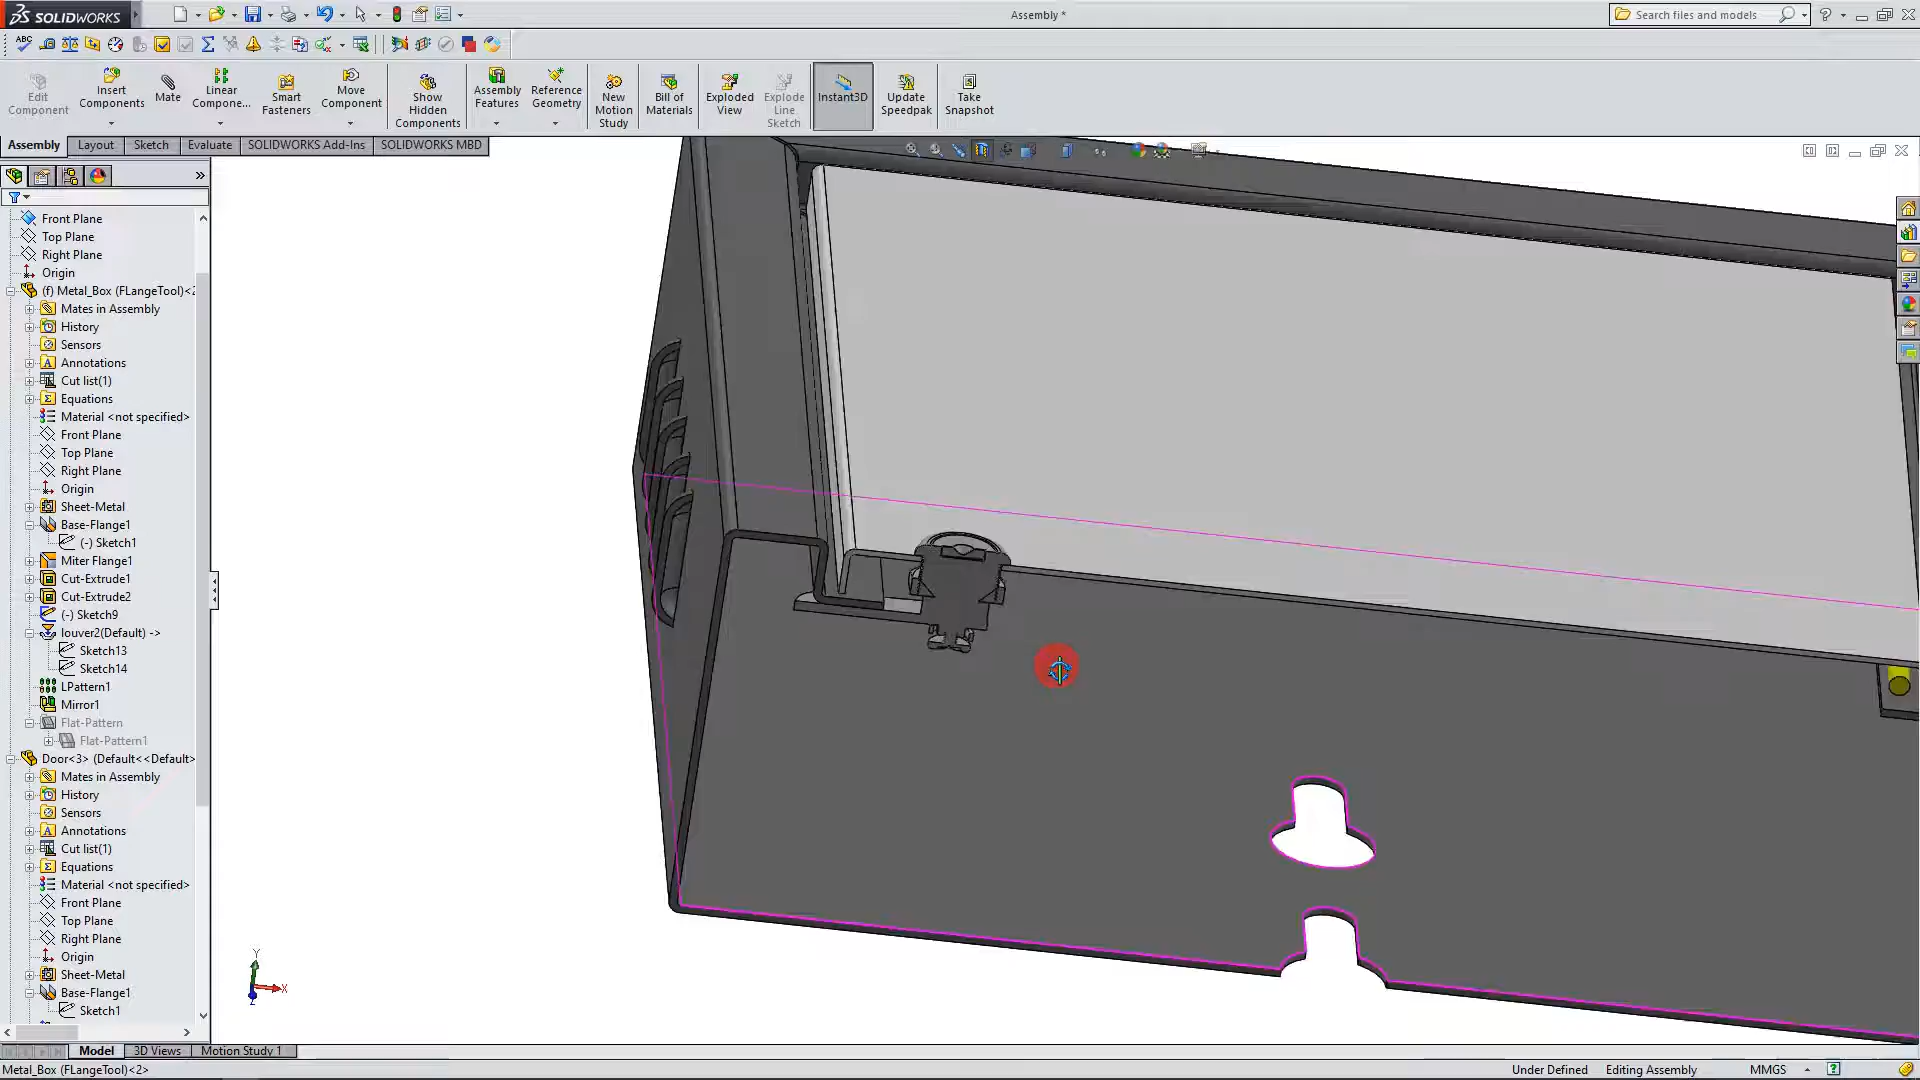 SOLIDWORKS
Assembly *
Search files and models
ABC
Edit Component
Insert Components
Mate
Linear Compone...
Smart Fasteners
Move Component
Show Hidden Components
Assembly Features
Reference Geometry
New Motion Study
Bill of Materials
Exploded View
Explode Line Sketch
Instant3D
Update Speedpak
Take Snapshot
Assembly
Layout
Sketch
Evaluate
SOLIDWORKS Add-Ins
SOLIDWORKS MBD
Front Plane
Top Plane
Right Plane
Origin
(f) Metal_Box (FLangeTool)<2
Mates in Assembly
History
Sensors
Annotations
Cut list(1)
Equations
Material <not specified>
Front Plane
Top Plane
Right Plane
Origin
Sheet-Metal
Base-Flange1
(-) Sketch1
Miter Flange1
Cut-Extrude1
Cut-Extrude2
(-) Sketch9
louver2(Default) ->
Sketch13
Sketch14
LPattern1
Mirror1
Flat-Pattern
Flat-Pattern1
Door<3> (Default<<Default>
Mates in Assembly
History
Sensors
Annotations
Cut list(1)
Equations
Material <not specified>
Front Plane
Top Plane
Right Plane
Origin
Sheet-Metal
Base-Flange1
Sketch1
Y
X
Z
Model
3D Views
Motion Study 1
Metal_Box (FLangeTool)<2>
Under Defined
Editing Assembly
MMGS